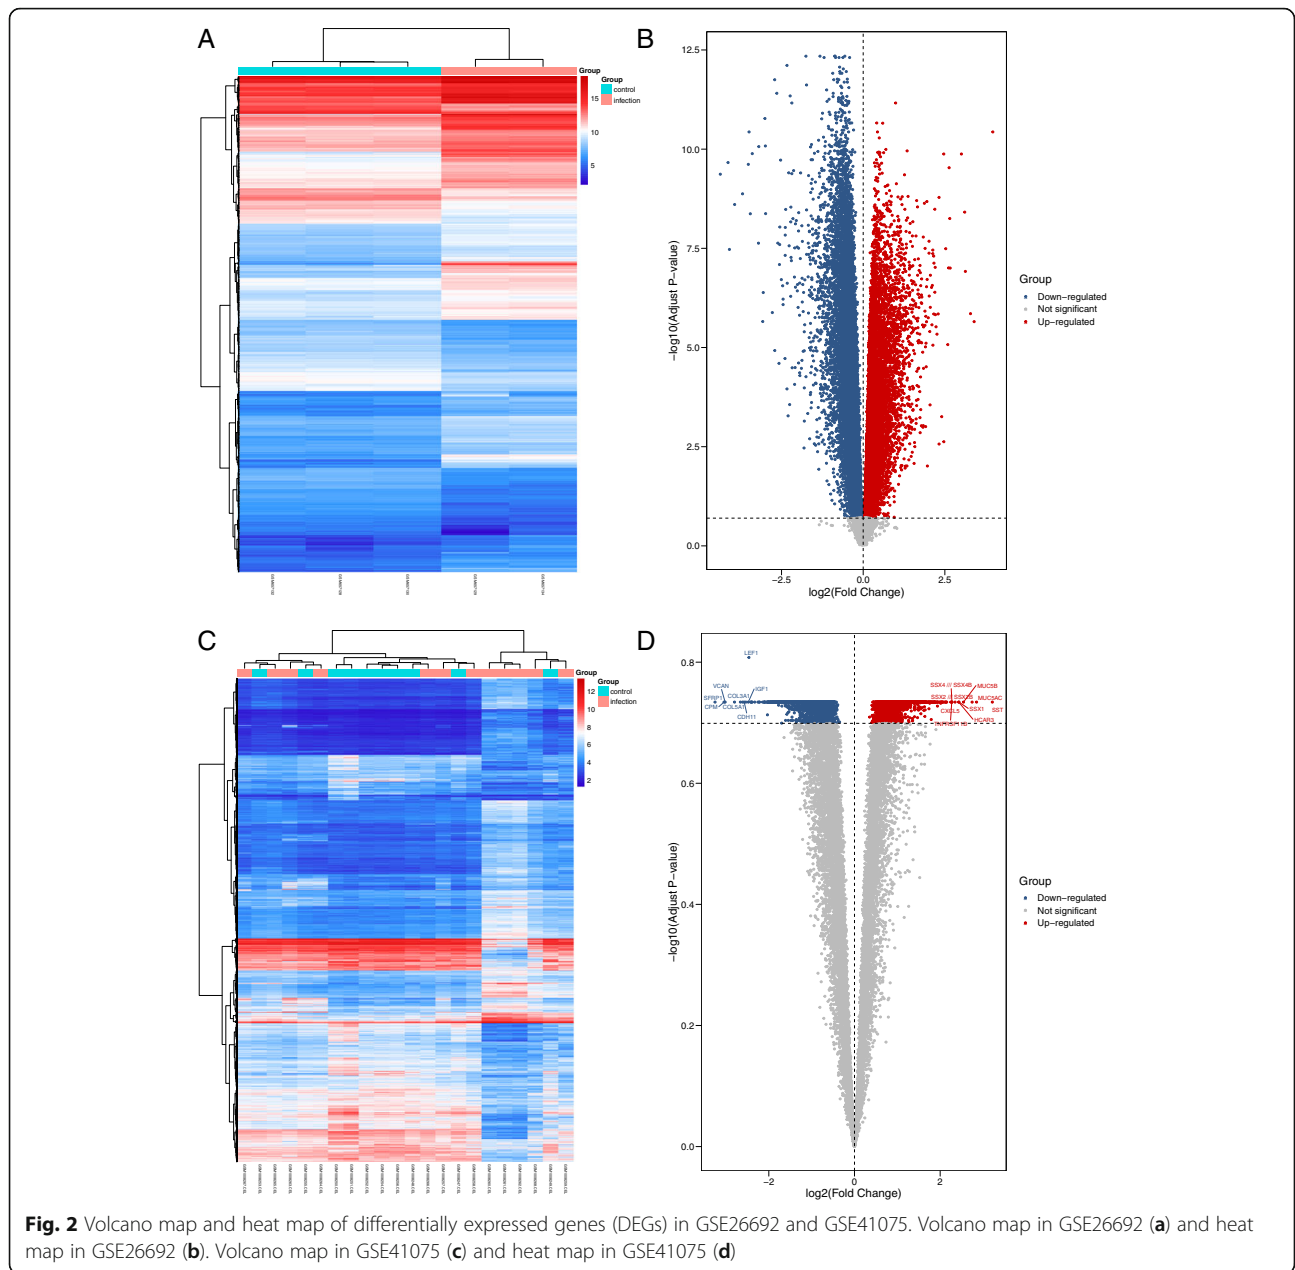 A
Group
Group
control
infection
15
10
5
B
12.5
10.0
7.5
5.0
2.5
0.0
−log10(Adjust P−value)
−2.5
0.0
2.5
log2(Fold Change)
Group
Down−regulated
Not significant
Up−regulated
C
Group
Group
control
infection
12
10
8
6
4
2
D
0.8
0.6
0.4
0.2
0.0
−log10(Adjust P−value)
LEF1
VCAN
IGF1
SFRP1
COL3A1
CPM
COL5A1
CDH11
SSX4 /// SSX4B
MUC5B
SSX2 /// SSX2B
MUC5AC
SSX1
SST
CXCL5
HCAR3
−2
0
2
log2(Fold Change)
Group
Down−regulated
Not significant
Up−regulated
Fig. 2 Volcano map and heat map of differentially expressed genes (DEGs) in GSE26692 and GSE41075. Volcano map in GSE26692 (a) and heat
map in GSE26692 (b). Volcano map in GSE41075 (c) and heat map in GSE41075 (d)